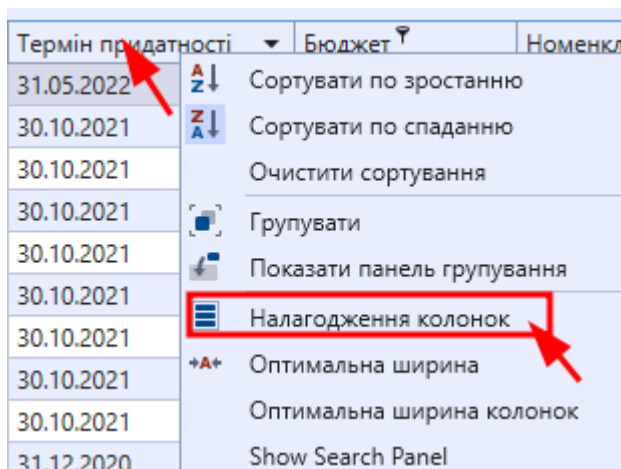 Термін придатності Бюджет Номенкл
31.05.2022 Сортувати по зростанню
30.10.2021 Сортувати по спаданню
30.10.2021 Очистити сортування
30.10.2021 Групувати
30.10.2021 Показати панель групування
30.10.2021 Налагодження колонок
30.10.2021
30.10.2021 Оптимальна ширина
30.10.2021 Оптимальна ширина колонок
31.12.2020 Show Search Panel